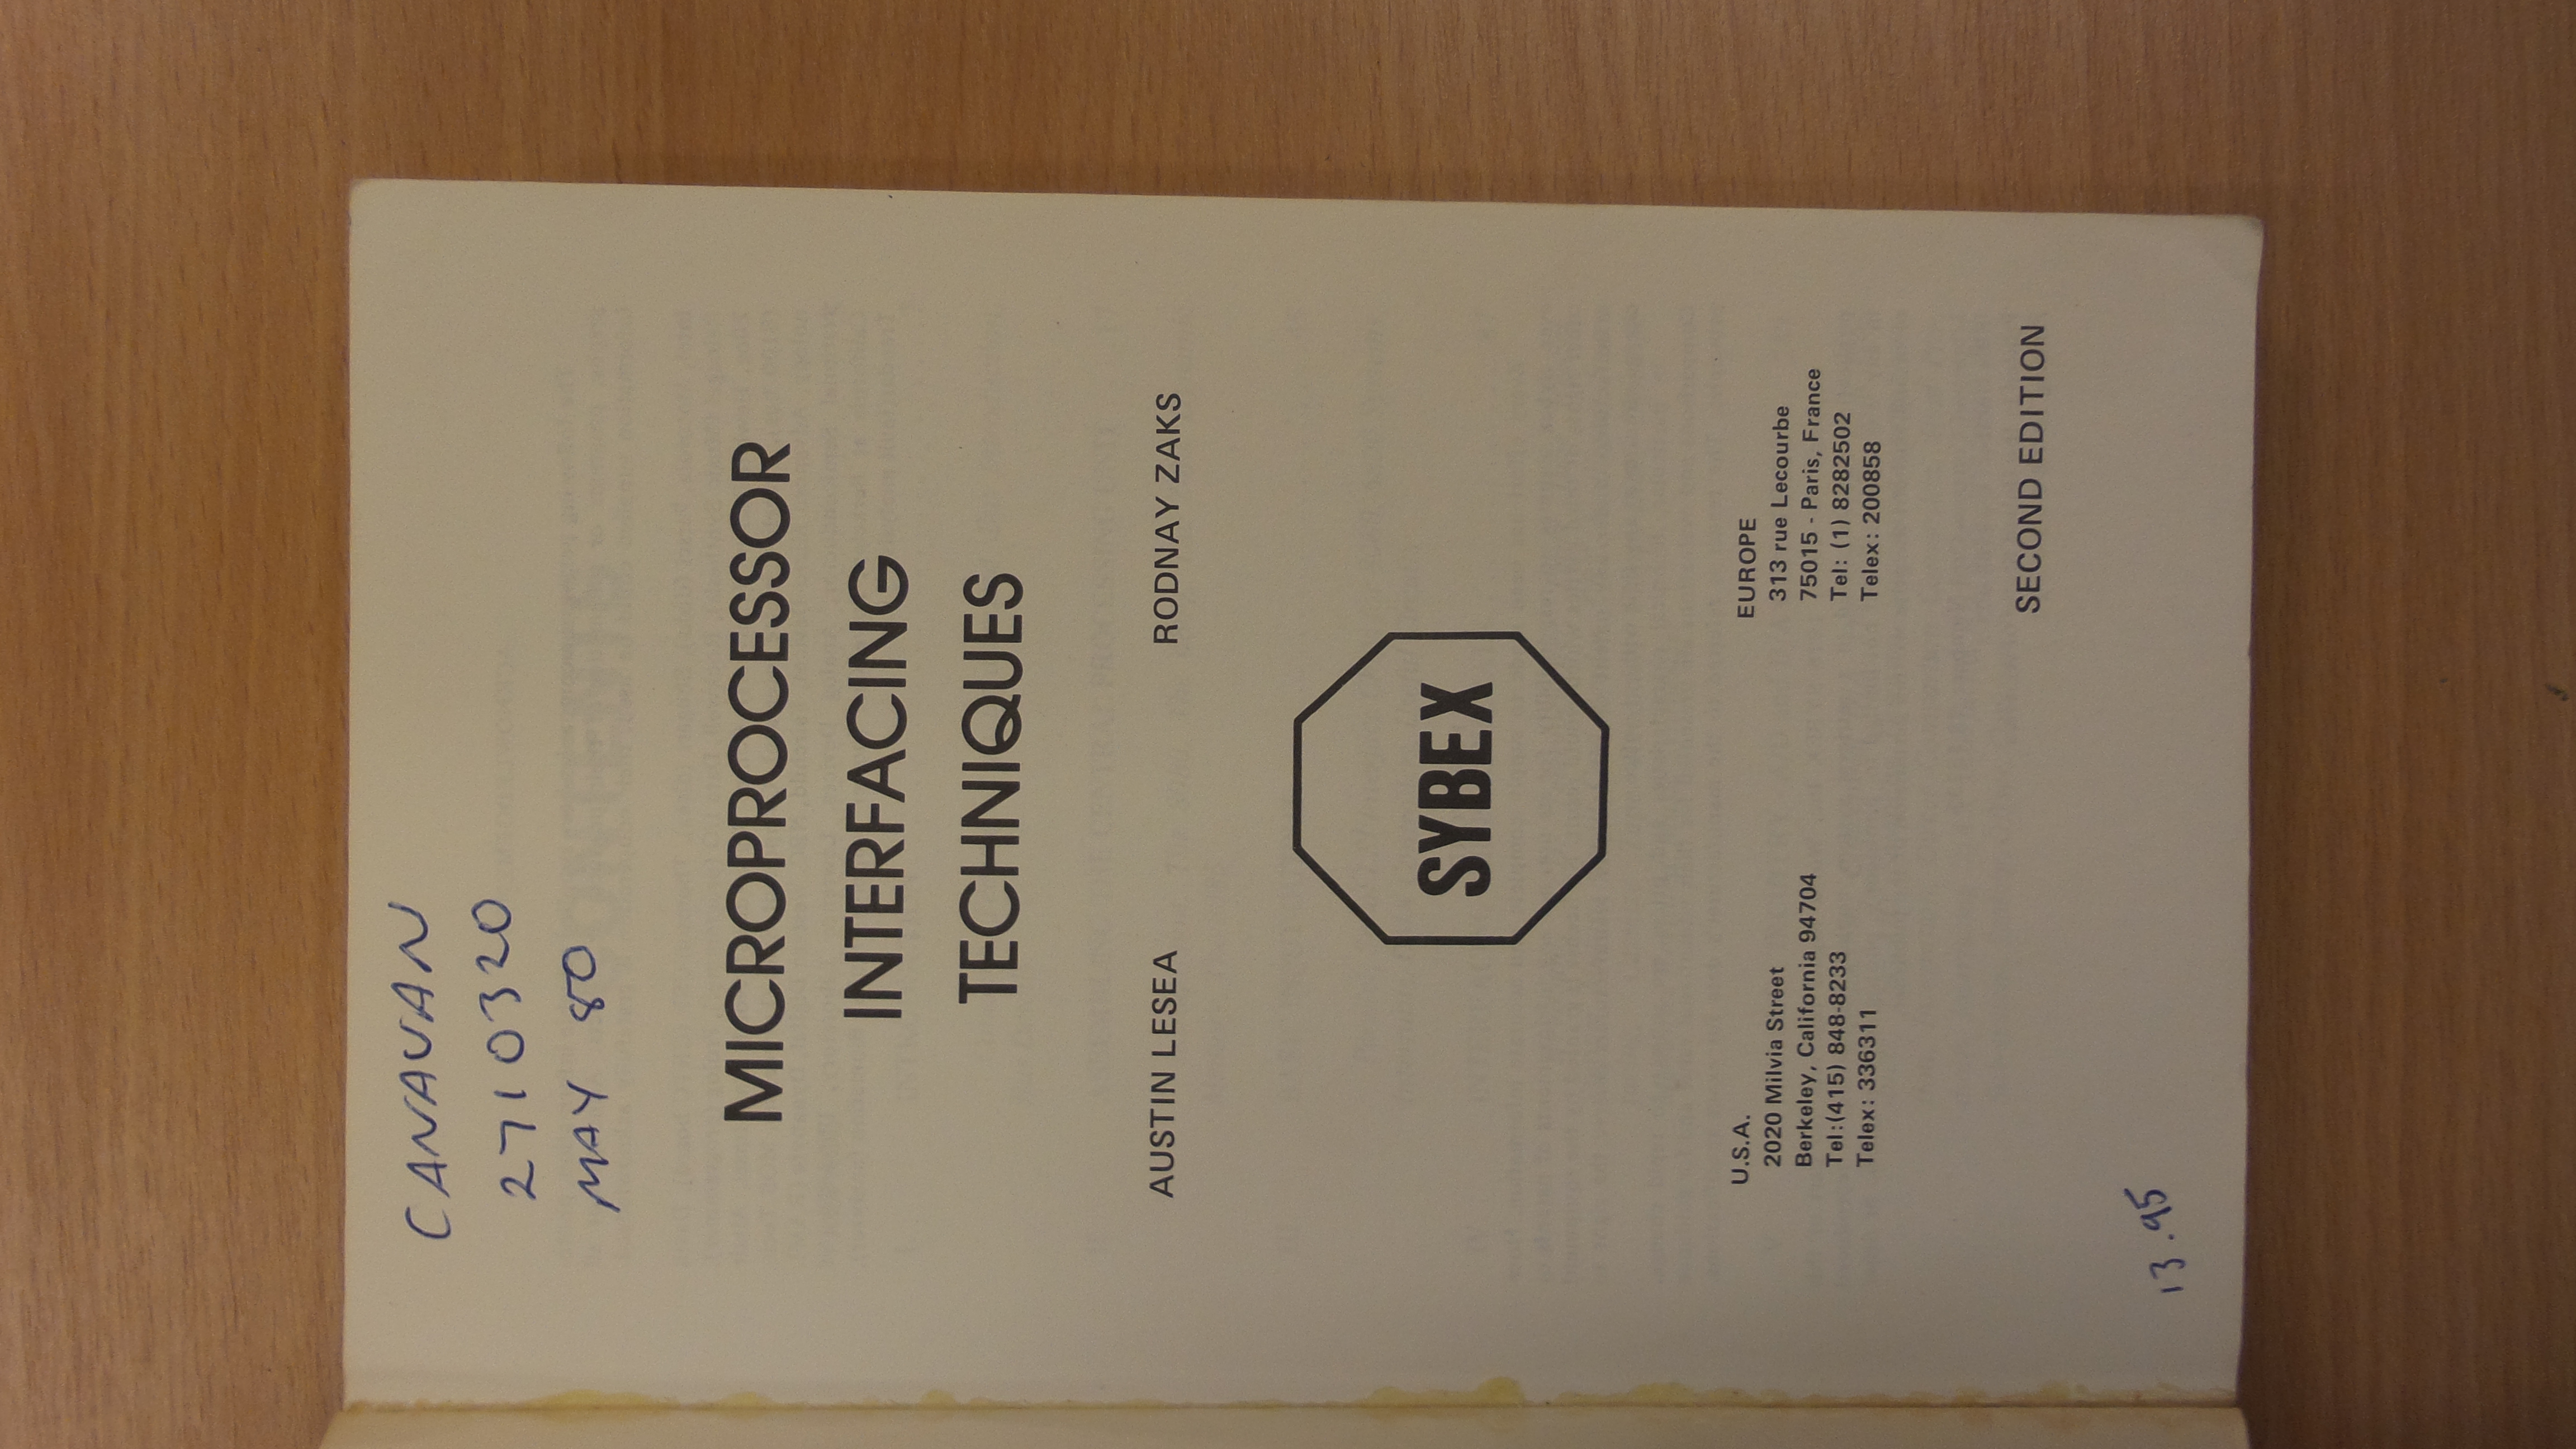 CANAVAN
2710320
MAY 80
MICROPROCESSOR
INTERFACING
TECHNIQUES
AUSTIN LESEA
RODNAY ZAKS
SYBEX
U.S.A.
2020 Milvia Street
Berkeley, California 94704
Tel:(415) 848-8233
Telex: 336311
EUROPE
313 rue Lecourbe
75015 - Paris, France
Tel: (1) 8282502
Telex: 200858
SECOND EDITION
13.95